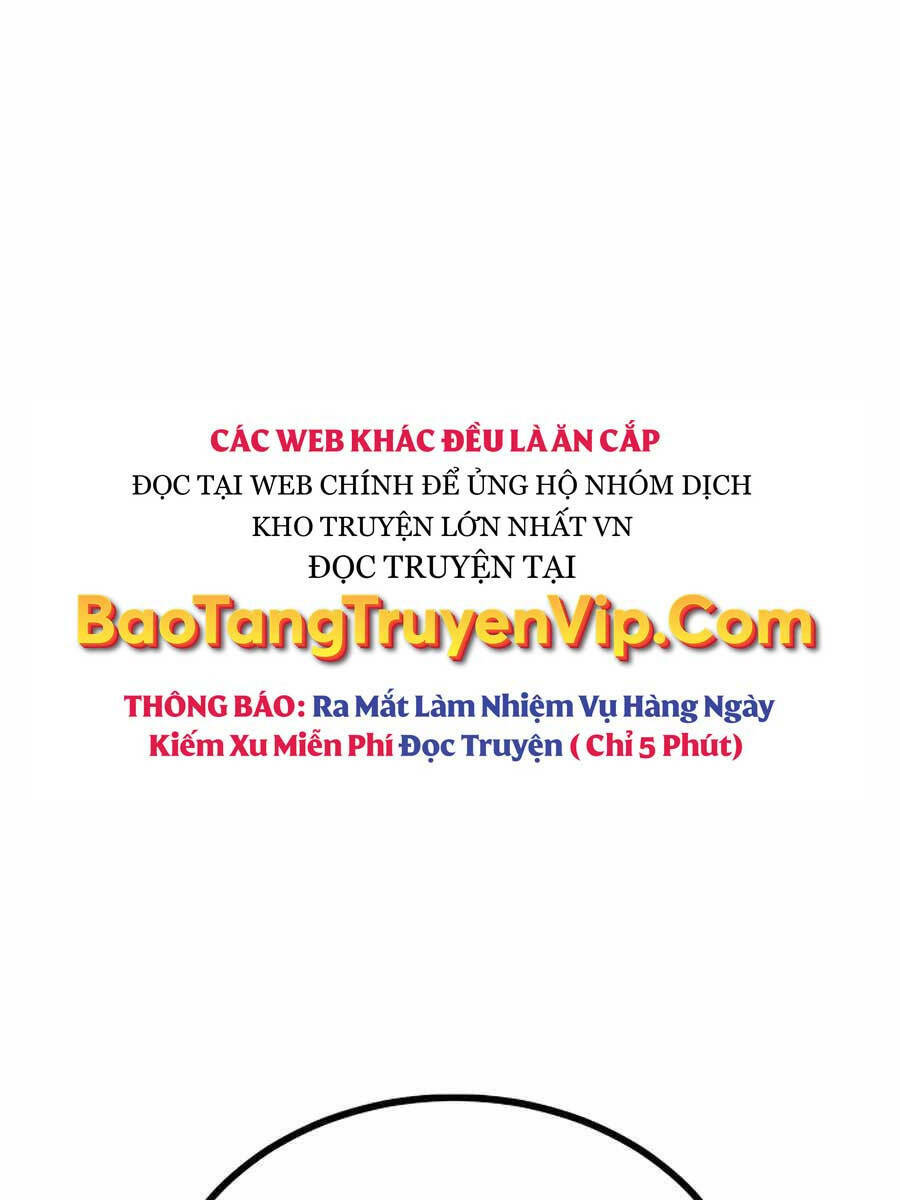 CÁC WEB KHÁC ĐỀU LÀ ĂN CẮP
ĐỌC TẠI WEB CHÍNH ĐỂ ỦNG HỘ NHÓM DỊCH
KHO TRUYỆN LỚN NHẤT VN
ĐỌC TRUYỆN TẠI
BaoTangTruyenVip.Com
THÔNG BÁO: Ra Mắt Làm Nhiệm Vụ Hàng Ngày
Kiếm Xu Miễn Phí Đọc Truyện ( Chỉ 5 Phút)